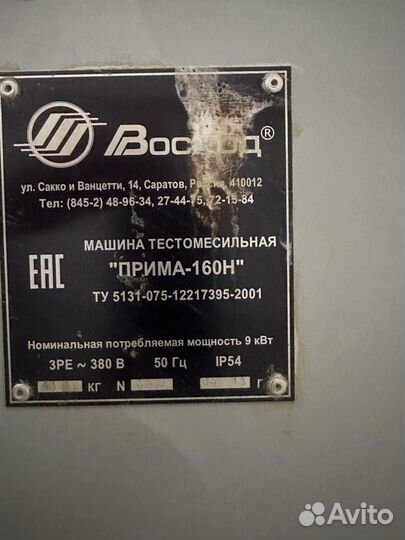 Восход®
ул. Сакко и Ванцетти, 14, Саратов, Россия, 410012
Тел: (845-2) 48-96-34, 27-44-75, 72-15-84
МАШИНА ТЕСТОМЕСИЛЬНАЯ
"ПРИМА-160Н"
EAC
ТУ 5131-075-12217395-2001
Номинальная потребляемая мощность 9 кВт
3PE ~ 380 В 50 Гц IP54
КГ N Г
Avito